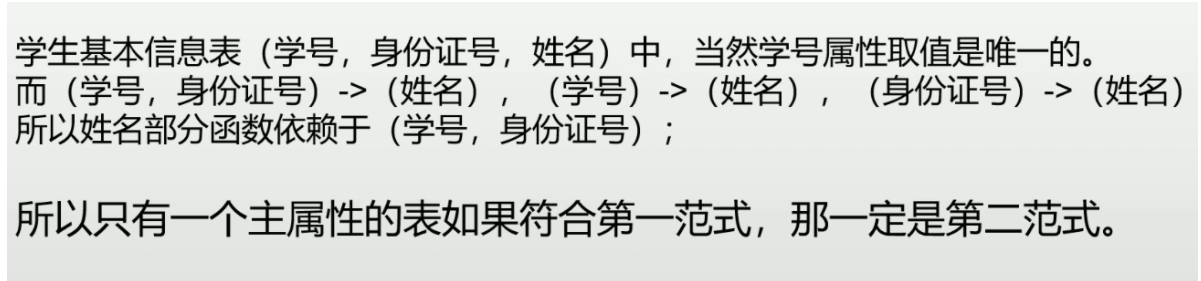 学生基本信息表（学号，身份证号，姓名）中，当然学号属性取值是唯一的。
而（学号，身份证号）->（姓名），（学号）->（姓名），（身份证号）->（姓名）
所以姓名部分函数依赖于（学号，身份证号）；
所以只有一个主属性的表如果符合第一范式，那一定是第二范式。